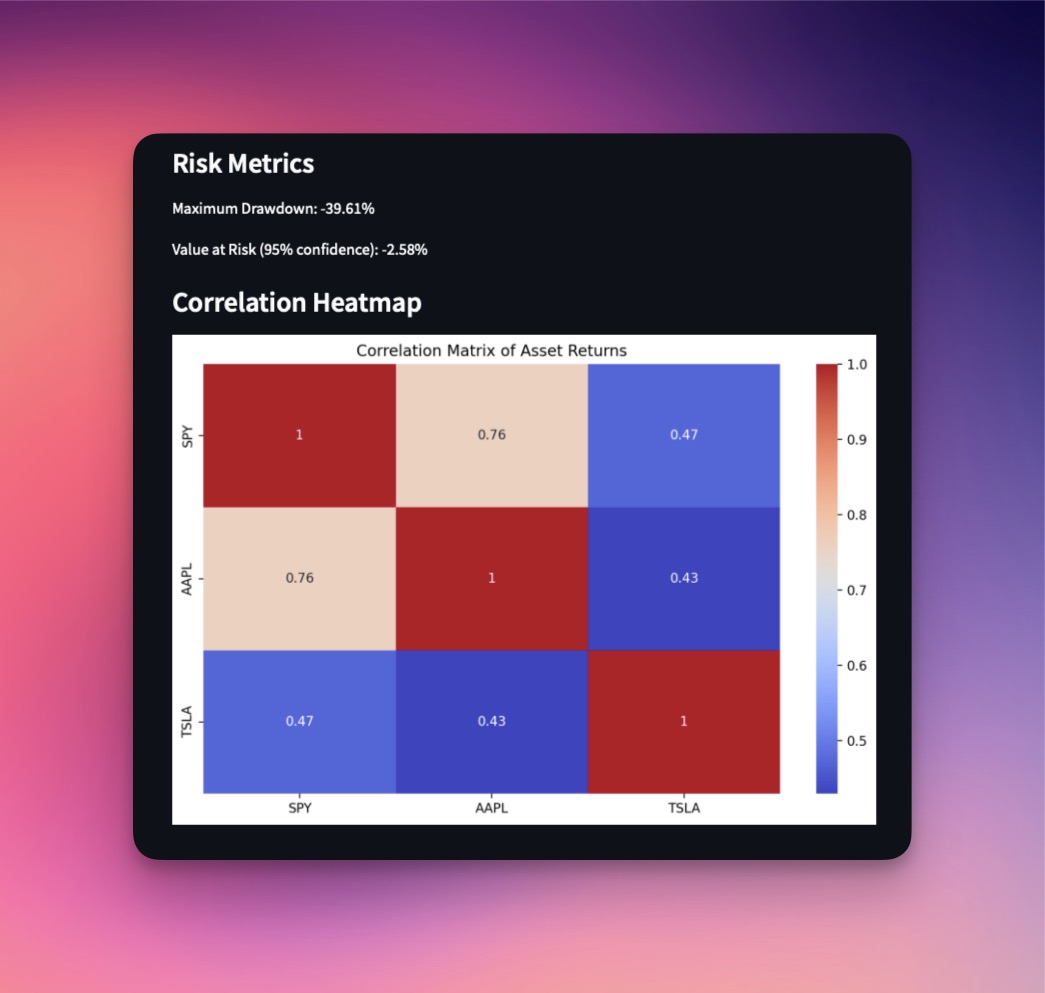 Risk Metrics
Maximum Drawdown: -39.61%
Value at Risk (95% confidence): -2.58%
Correlation Heatmap
Correlation Matrix of Asset Returns
SPY 1 0.76 0.47
AAPL 0.76 1 0.43
TSLA 0.47 0.43 1
SPY AAPL TSLA
1.0
0.9
0.8
0.7
0.6
0.5